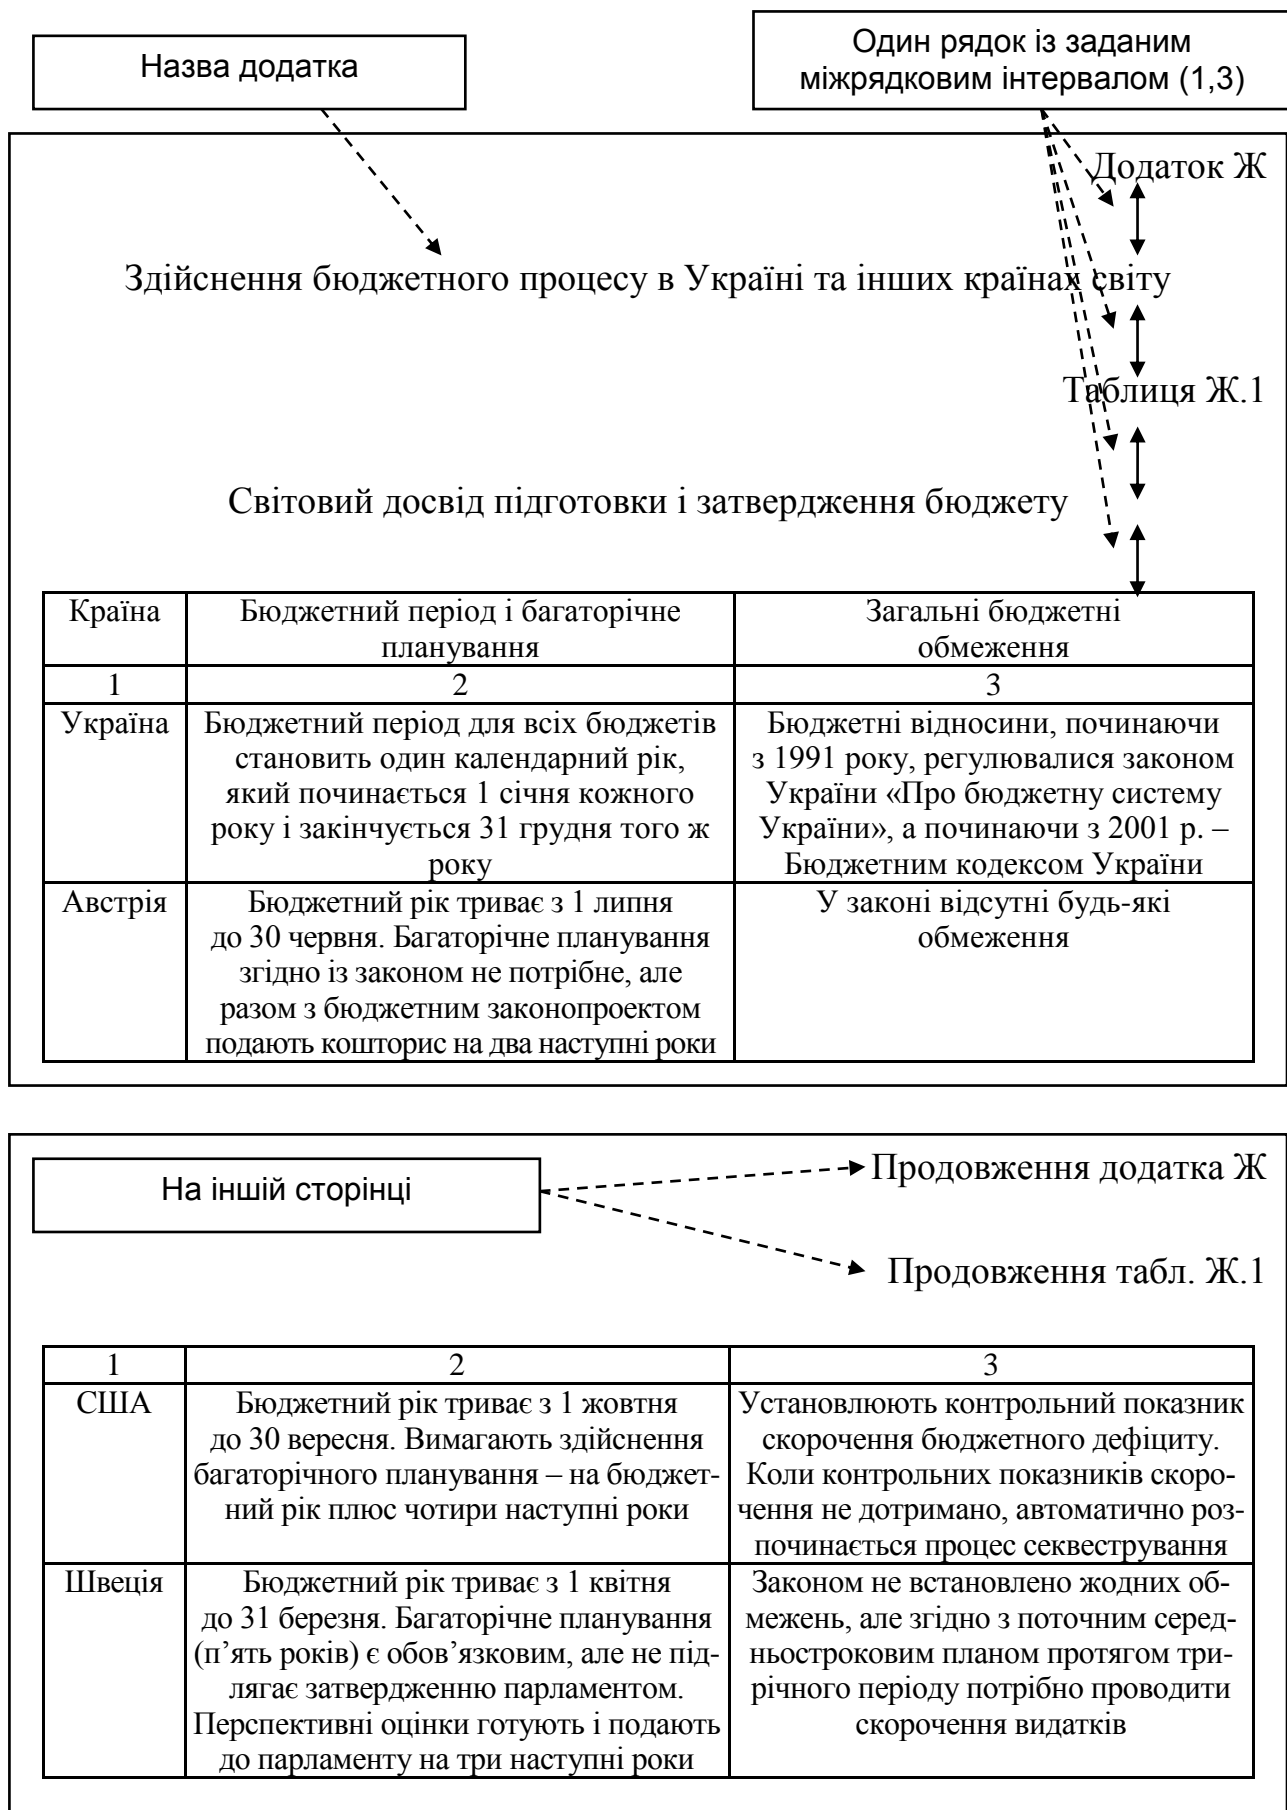 Назва додатка
Один рядок із заданим
міжрядковим інтервалом (1,3)
Додаток Ж
Здійснення бюджетного процесу в Україні та інших країнах світу
Таблиця Ж.1
Світовий досвід підготовки і затвердження бюджету
Країна
Бюджетний період і багаторічне
планування
Загальні бюджетні
обмеження
1
2
3
Україна
Бюджетний період для всіх бюджетів
становить один календарний рік,
який починається 1 січня кожного
року і закінчується 31 грудня того ж
року
Бюджетні відносини, починаючи
з 1991 року, регулювалися законом
України «Про бюджетну систему
України», а починаючи з 2001 р. –
Бюджетним кодексом України
Австрія
Бюджетний рік триває з 1 липня
до 30 червня. Багаторічне планування
згідно із законом не потрібне, але
разом з бюджетним законопроектом
подають кошторис на два наступні роки
У законі відсутні будь-які
обмеження
На іншій сторінці
Продовження додатка Ж
Продовження табл. Ж.1
1
2
3
США
Бюджетний рік триває з 1 жовтня
до 30 вересня. Вимагають здійснення
багаторічного планування – на бюджет-
ний рік плюс чотири наступні роки
Установлюють контрольний показник
скорочення бюджетного дефіциту.
Коли контрольних показників скоро-
чення не дотримано, автоматично роз-
починається процес секвестрування
Швеція
Бюджетний рік триває з 1 квітня
до 31 березня. Багаторічне планування
(п’ять років) є обов’язковим, але не під-
лягає затвердженню парламентом.
Перспективні оцінки готують і подають
до парламенту на три наступні роки
Законом не встановлено жодних об-
межень, але згідно з поточним серед-
ньостроковим планом протягом три-
річного періоду потрібно проводити
скорочення видатків